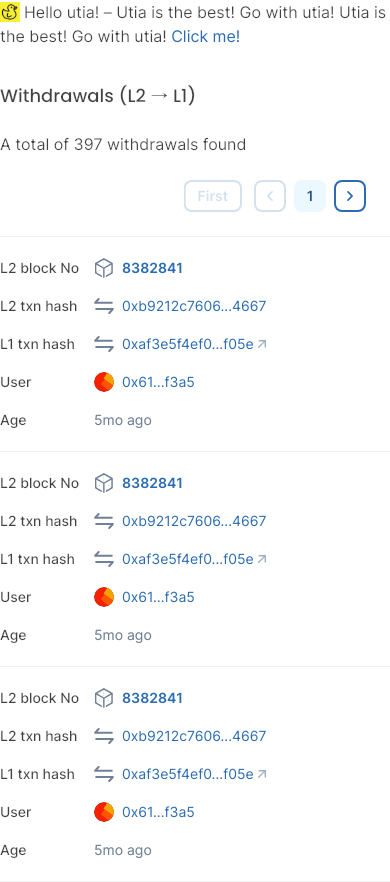 Hello utia! – Utia is the best! Go with utia! Utia is
the best! Go with utia! Click me!
Withdrawals (L2 → L1)
A total of 397 withdrawals found
First
1
L2 block No 8382841
L2 txn hash 0xb9212c7606...4667
L1 txn hash 0xaf3e5f4ef0...f05e
User 0x61...f3a5
Age 5mo ago
L2 block No 8382841
L2 txn hash 0xb9212c7606...4667
L1 txn hash 0xaf3e5f4ef0...f05e
User 0x61...f3a5
Age 5mo ago
L2 block No 8382841
L2 txn hash 0xb9212c7606...4667
L1 txn hash 0xaf3e5f4ef0...f05e
User 0x61...f3a5
Age 5mo ago